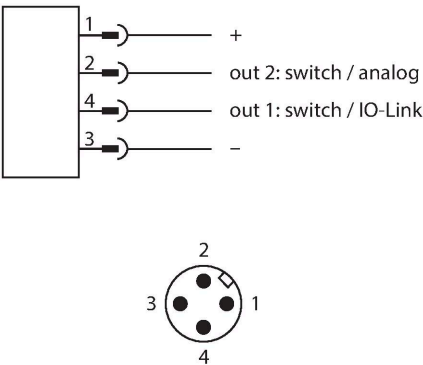 1 +
2 out 2: switch / analog
4 out 1: switch / IO-Link
3 –
2
3 1
4